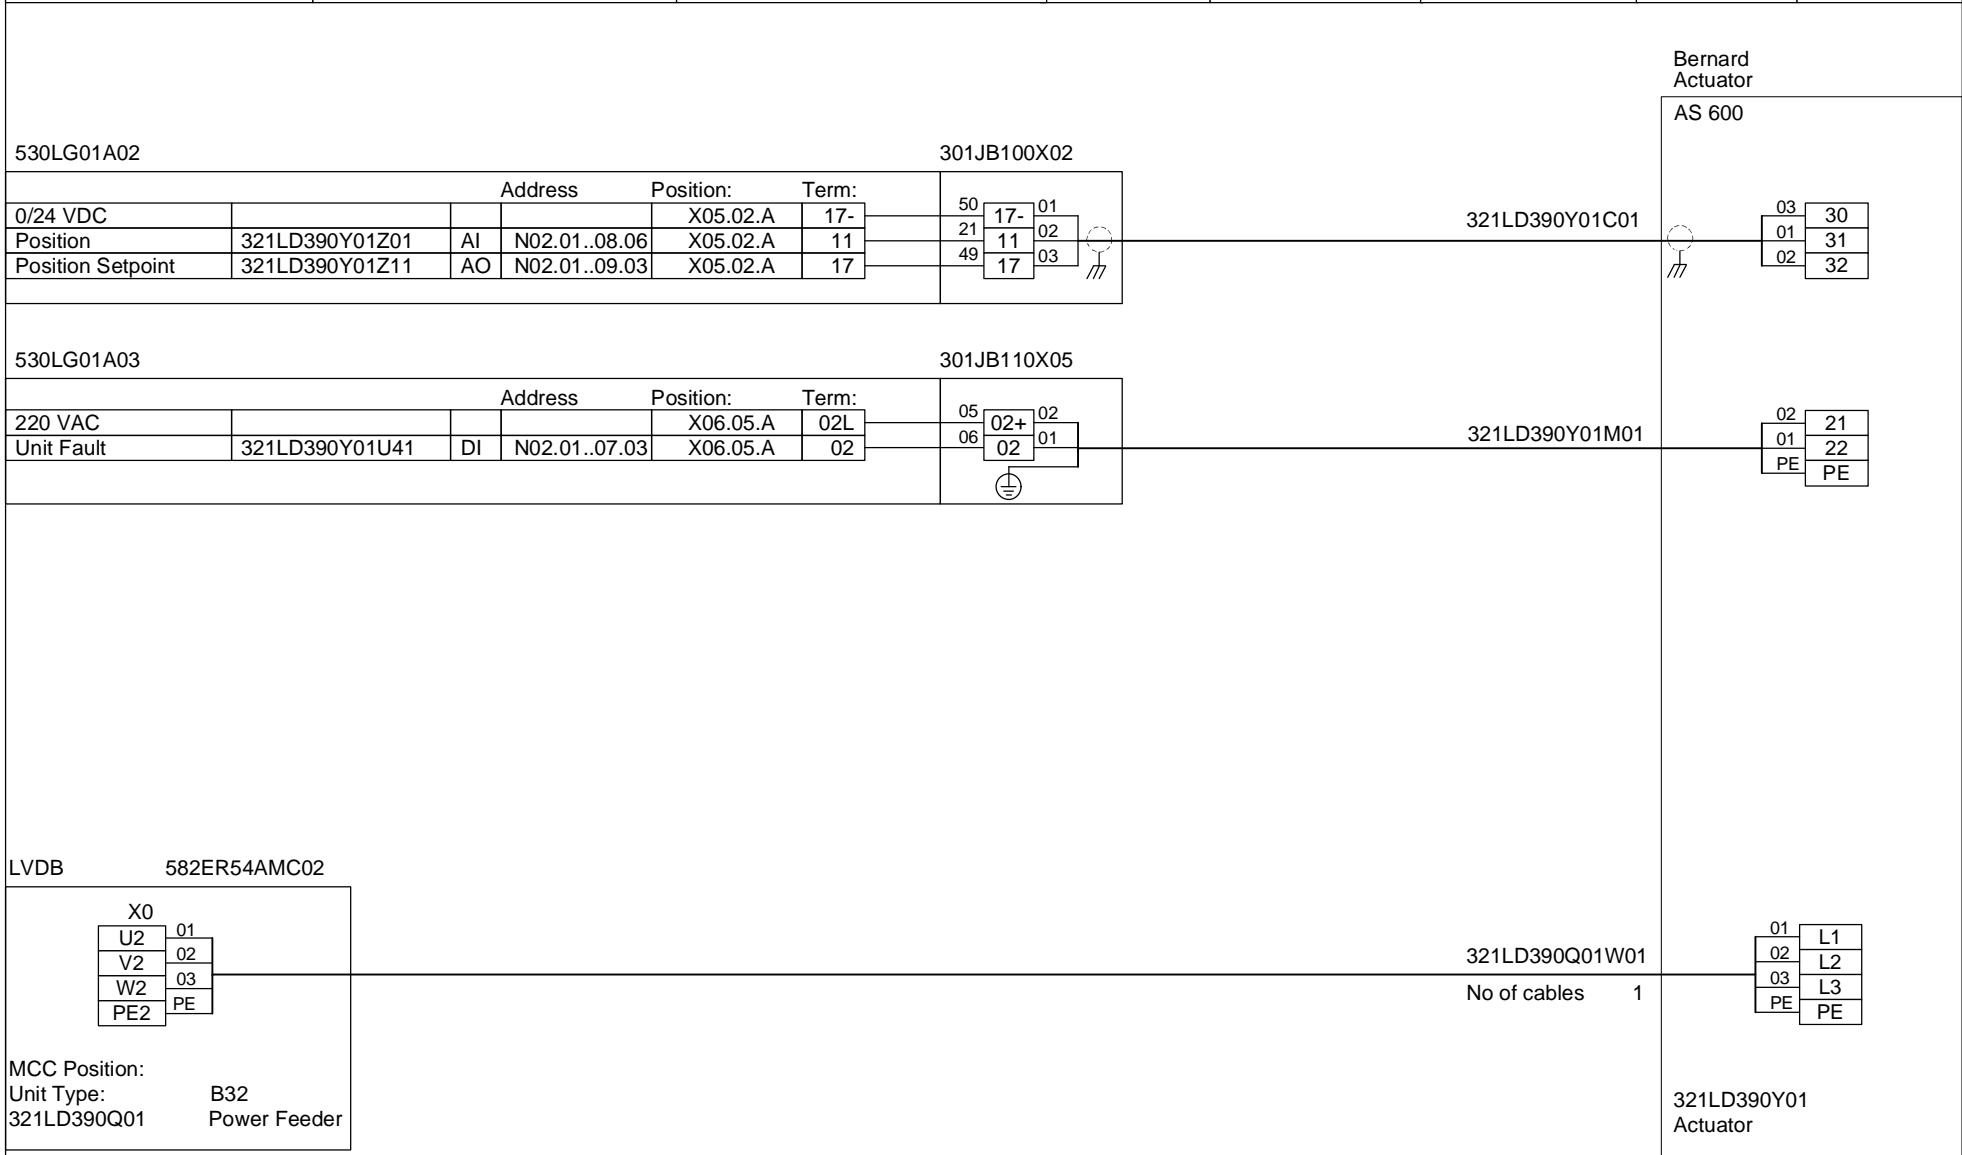 Bernard
Actuator
AS 600
530LG01A02 301JB100X02
Address Position: Term:
0/24 VDC X05.02.A 17- 50 17- 01 03 30
321LD390Y01C01
Position 321LD390Y01Z01 AI N02.01..08.06 X05.02.A 11 21 11 02 01 31
Position Setpoint 321LD390Y01Z11 AO N02.01..09.03 X05.02.A 17 49 17 03 02 32
530LG01A03 301JB110X05
Address Position: Term:
220 VAC X06.05.A 02L 05 02+ 02 02 21
321LD390Y01M01
Unit Fault 321LD390Y01U41 DI N02.01..07.03 X06.05.A 02 06 02 01 01 22
PE PE
LVDB 582ER54AMC02
X0
U2 01 01 L1
V2 02 321LD390Q01W01 02 L2
W2 03 No of cables 1 03 L3
PE2 PE PE PE
MCC Position:
Unit Type: B32
321LD390Q01 Power Feeder
321LD390Y01
Actuator